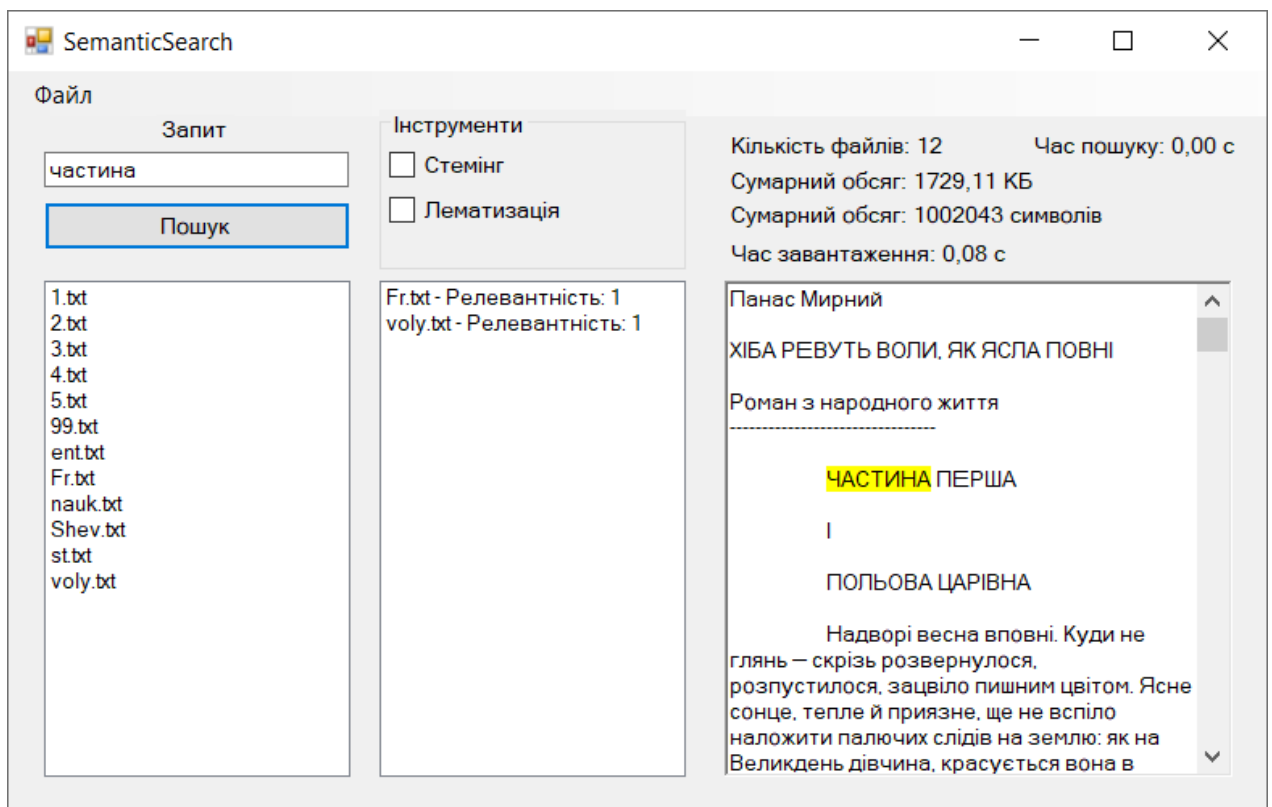 SemanticSearch
Файл
Запит
частина
Пошук
Інструменти
Стемінг
Лематизація
Кількість файлів: 12
Час пошуку: 0,00 с
Сумарний обсяг: 1729,11 КБ
Сумарний обсяг: 1002043 символів
Час завантаження: 0,08 с
1.txt
2.txt
3.txt
4.txt
5.txt
99.txt
ent.txt
Fr.txt
nauk.txt
Shev.txt
st.txt
voly.txt
Fr.txt - Релевантність: 1
voly.txt - Релевантність: 1
Панас Мирний
ХІБА РЕВУТЬ ВОЛИ, ЯК ЯСЛА ПОВНІ
Роман з народного життя
--------------------------------
ЧАСТИНА ПЕРША
I
ПОЛЬОВА ЦАРІВНА
Надворі весна вповні. Куди не
глянь — скрізь розвернулося,
розпустилося, зацвіло пишним цвітом. Ясне
сонце, тепле й приязне, ще не вспіло
наложити палючих слідів на землю: як на
Великдень дівчина, красується вона в